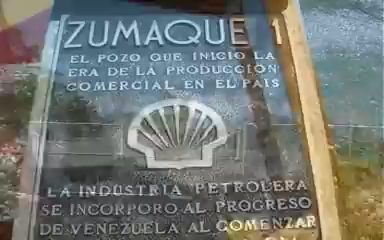 ZUMAQUE 1
EL POZO QUE INICIO LA
ERA DE LA PRODUCCION
COMERCIAL EN EL PAIS
LA INDUSTRIA PETROLERA
SE INCORPORO AL PROGRESO
DE VENEZUELA AL COMENZAR